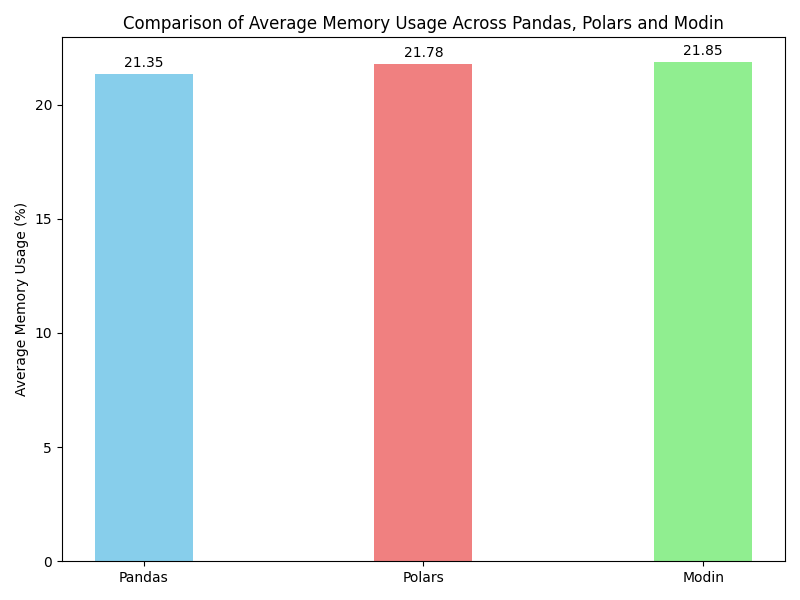 Comparison of Average Memory Usage Across Pandas, Polars and Modin
21.35
21.78
21.85
Average Memory Usage (%)
20
15
10
5
0
Pandas
Polars
Modin